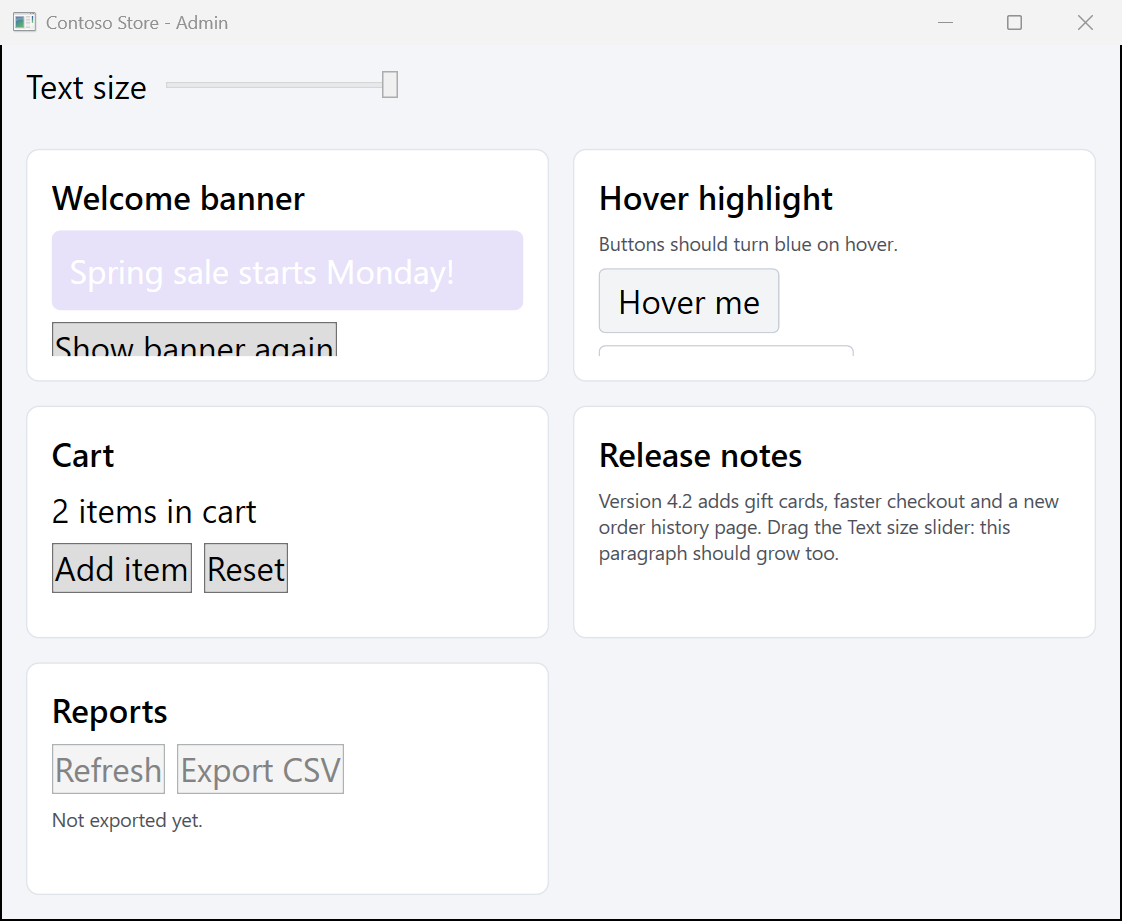 Contoso Store - Admin
Text size
Welcome banner
Spring sale starts Monday!
Show banner again
Hover highlight
Buttons should turn blue on hover.
Hover me
Cart
2 items in cart
Add item
Reset
Release notes
Version 4.2 adds gift cards, faster checkout and a new
order history page. Drag the Text size slider: this
paragraph should grow too.
Reports
Refresh
Export CSV
Not exported yet.